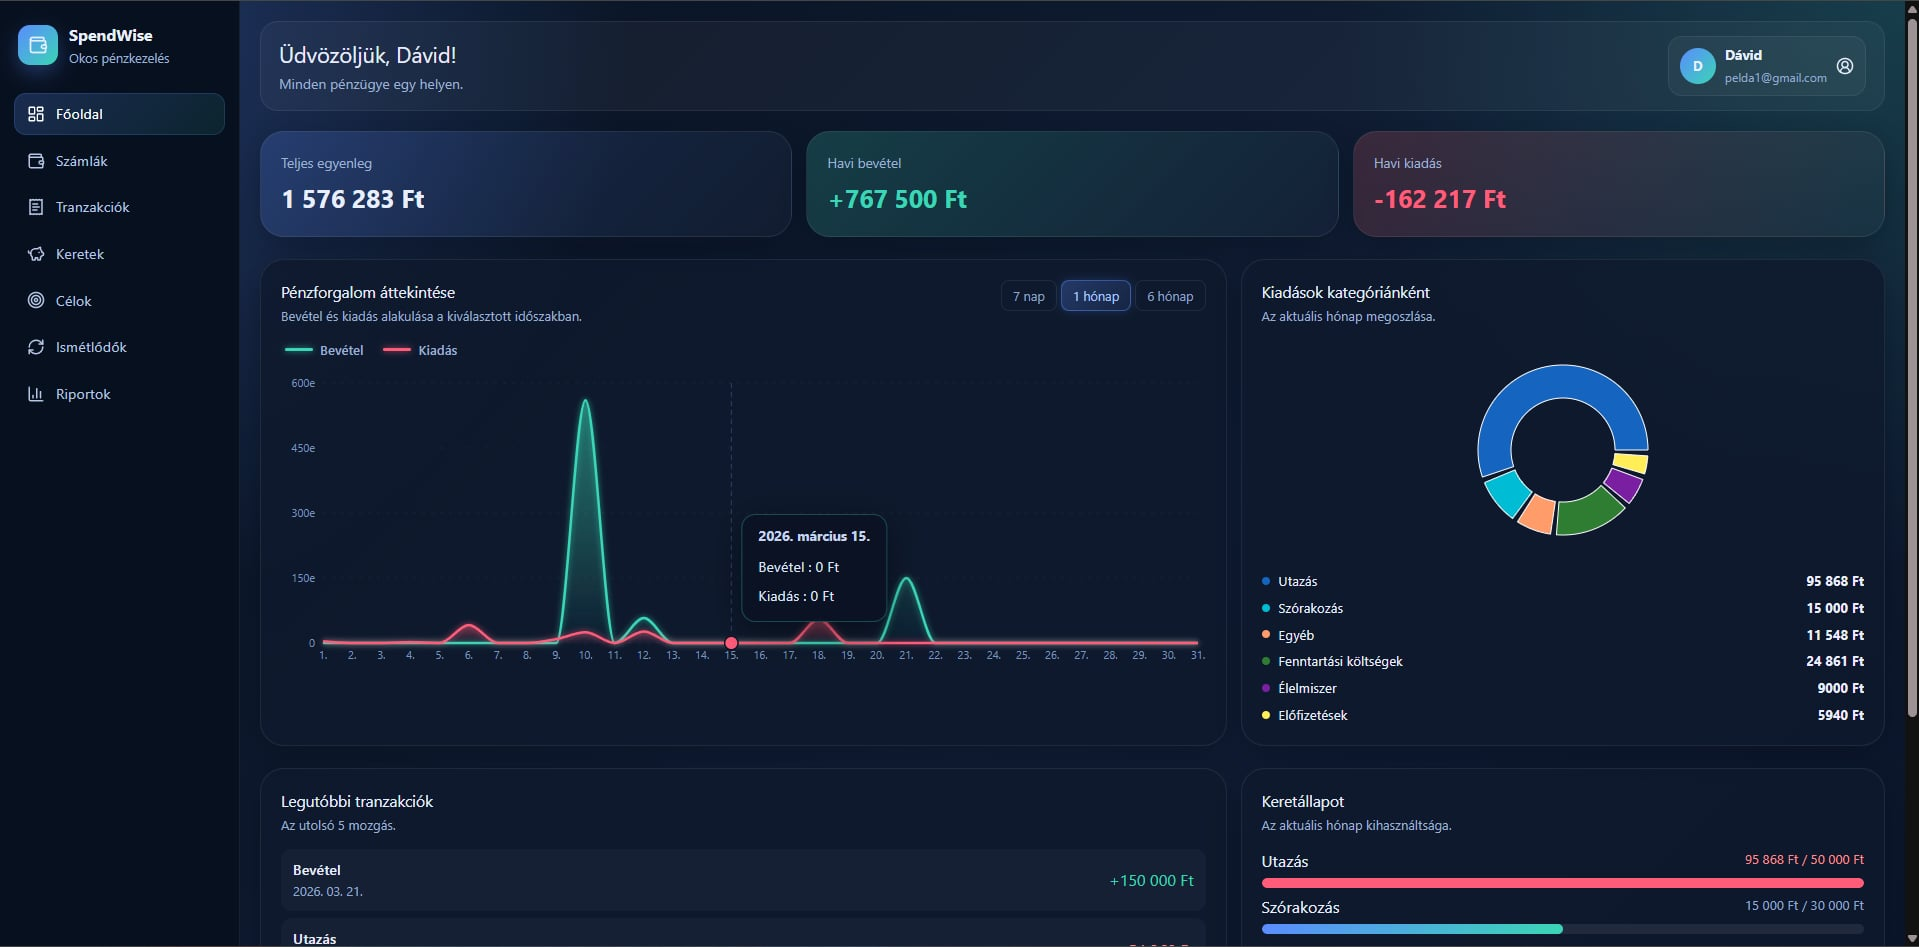 SpendWise
Okos pénzkezelés
Főoldal
Számlák
Tranzakciók
Keretek
Célok
Ismétlődők
Riportok
Üdvözöljük, Dávid!
Minden pénzügye egy helyen.
D
Dávid
pelda1@gmail.com
Teljes egyenleg
1 576 283 Ft
Havi bevétel
+767 500 Ft
Havi kiadás
-162 217 Ft
Pénzforgalom áttekintése
Bevétel és kiadás alakulása a kiválasztott időszakban.
7 nap
1 hónap
6 hónap
Bevétel
Kiadás
600e
450e
300e
150e
0
2026. március 15.
Bevétel : 0 Ft
Kiadás : 0 Ft
1. 2. 3. 4. 5. 6. 7. 8. 9. 10. 11. 12. 13. 14. 15. 16. 17. 18. 19. 20. 21. 22. 23. 24. 25. 26. 27. 28. 29. 30. 31.
Kiadások kategóriánként
Az aktuális hónap megoszlása.
Utazás 95 868 Ft
Szórakozás 15 000 Ft
Egyéb 11 548 Ft
Fenntartási költségek 24 861 Ft
Élelmiszer 9000 Ft
Előfizetések 5940 Ft
Legutóbbi tranzakciók
Az utolsó 5 mozgás.
Bevétel
2026. 03. 21.
+150 000 Ft
Utazás
Keretállapot
Az aktuális hónap kihasználtsága.
Utazás 95 868 Ft / 50 000 Ft
Szórakozás 15 000 Ft / 30 000 Ft